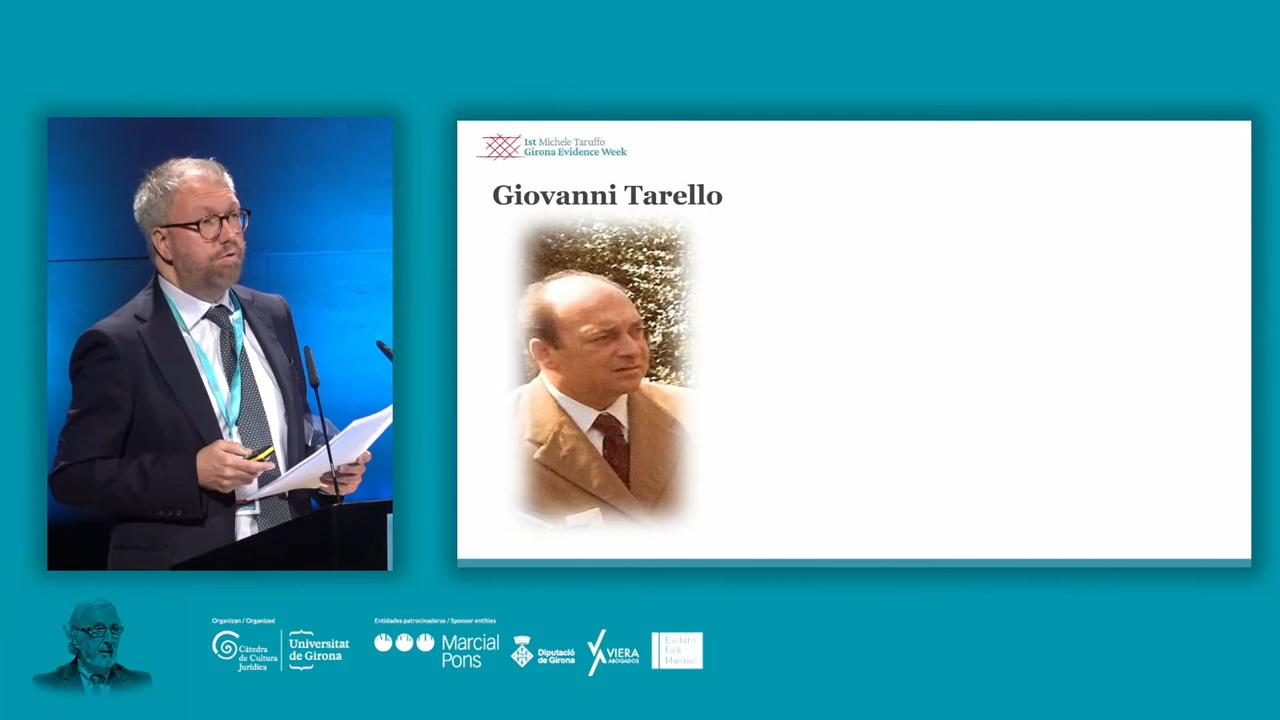 1st Michele Taruffo
Girona Evidence Week
Giovanni Tarello
Organizan / Organized
Càtedra
de Cultura
Jurídica
Universitat
de Girona
Entidades patrocinadoras / Sponsor entities
Marcial
Pons
Diputació
de Girona
VIERA
ABOGADOS